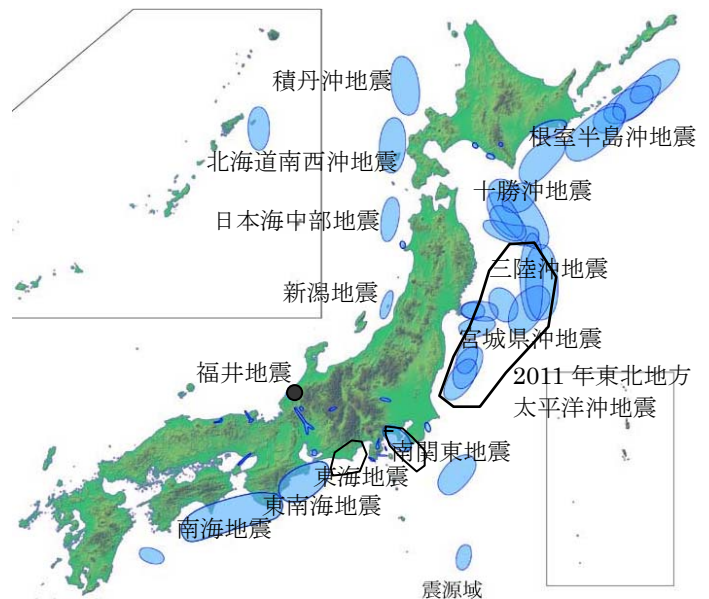 積丹沖地震
根室半島沖地震
北海道南西沖地震
十勝沖地震
日本海中部地震
三陸沖地震
新潟地震
宮城県沖地震
福井地震
2011 年東北地方
太平洋沖地震
南関東地震
東海地震
東南海地震
南海地震
震源域